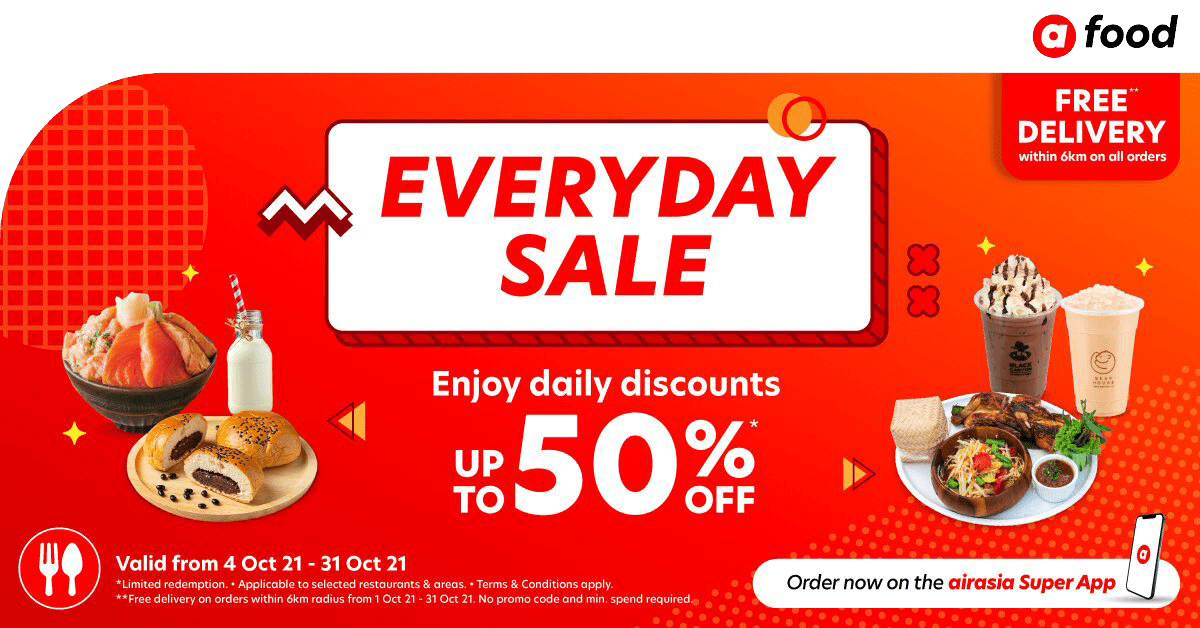 a food
FREE**
DELIVERY
within 6km on all orders
EVERYDAY
SALE
Enjoy daily discounts
UP
TO
50%*
OFF
BLACK
CANYON
BEAR
HOUSE
Valid from 4 Oct 21 - 31 Oct 21
*Limited redemption. • Applicable to selected restaurants & areas. • Terms & Conditions apply.
**Free delivery on orders within 6km radius from 1 Oct 21 - 31 Oct 21. No promo code and min. spend required.
Order now on the airasia Super App
a